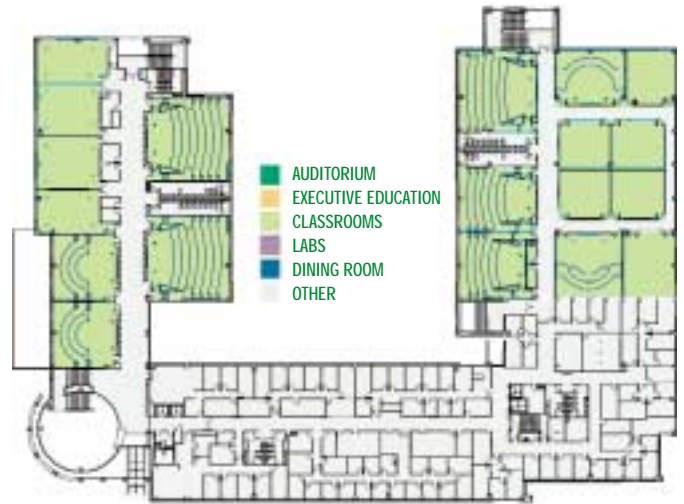 AUDITORIUM
EXECUTIVE EDUCATION
CLASSROOMS
LABS
DINING ROOM
OTHER